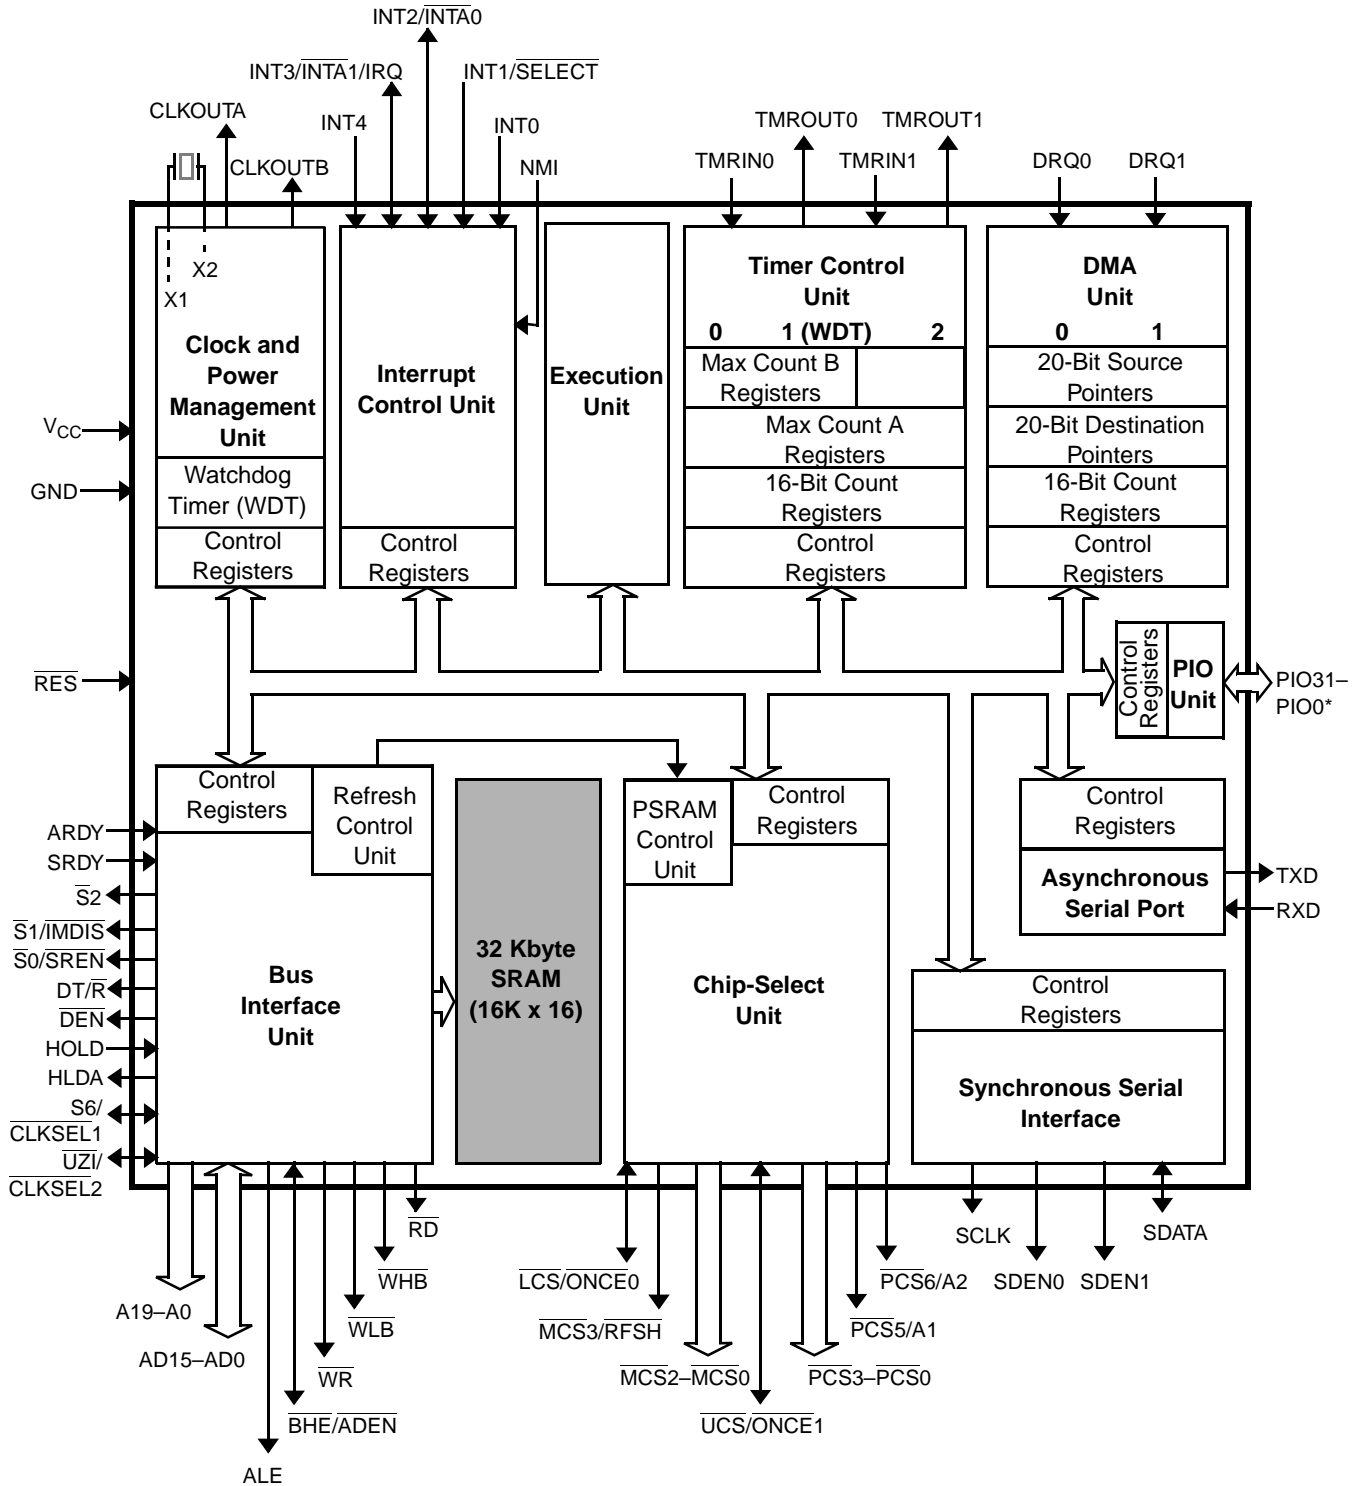 INT2/INTA0
INT3/INTA1/IRQ
INT1/SELECT
CLKOUTA
INT4
INT0
TMROUT0
TMROUT1
CLKOUTB
NMI
TMRIN0
TMRIN1
DRQ0
DRQ1
X2
X1
Clock and
Power
Management
Unit
Watchdog
Timer (WDT)
Control
Registers
Interrupt
Control Unit
Control
Registers
Execution
Unit
Timer Control
Unit
0 1 (WDT) 2
Max Count B
Registers
Max Count A
Registers
16-Bit Count
Registers
Control
Registers
DMA
Unit
0 1
20-Bit Source
Pointers
20-Bit Destination
Pointers
16-Bit Count
Registers
Control
Registers
VCC
GND
RES
Control
Registers
PIO
Unit
PIO31–
PIO0*
Control
Registers
Refresh
Control
Unit
Bus
Interface
Unit
32 Kbyte
SRAM
(16K x 16)
PSRAM
Control
Unit
Control
Registers
Chip-Select
Unit
Control
Registers
Asynchronous
Serial Port
TXD
RXD
Control
Registers
Synchronous Serial
Interface
ARDY
SRDY
S2
S1/IMDIS
S0/SREN
DT/R
DEN
HOLD
HLDA
S6/
CLKSEL1
UZI/
CLKSEL2
RD
WHB
A19–A0
WLB
AD15–AD0
WR
BHE/ADEN
ALE
LCS/ONCE0
MCS3/RFSH
MCS2–MCS0
UCS/ONCE1
PCS6/A2
PCS5/A1
PCS3–PCS0
SCLK
SDEN0
SDEN1
SDATA